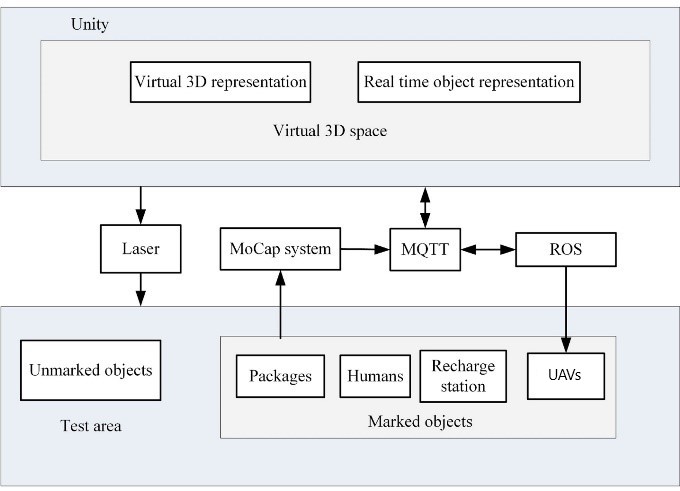 Unity
Virtual 3D representation
Real time object representation
Virtual 3D space
Laser
MoCap system
MQTT
ROS
Unmarked objects
Test area
Packages
Humans
Recharge
station
UAVs
Marked objects